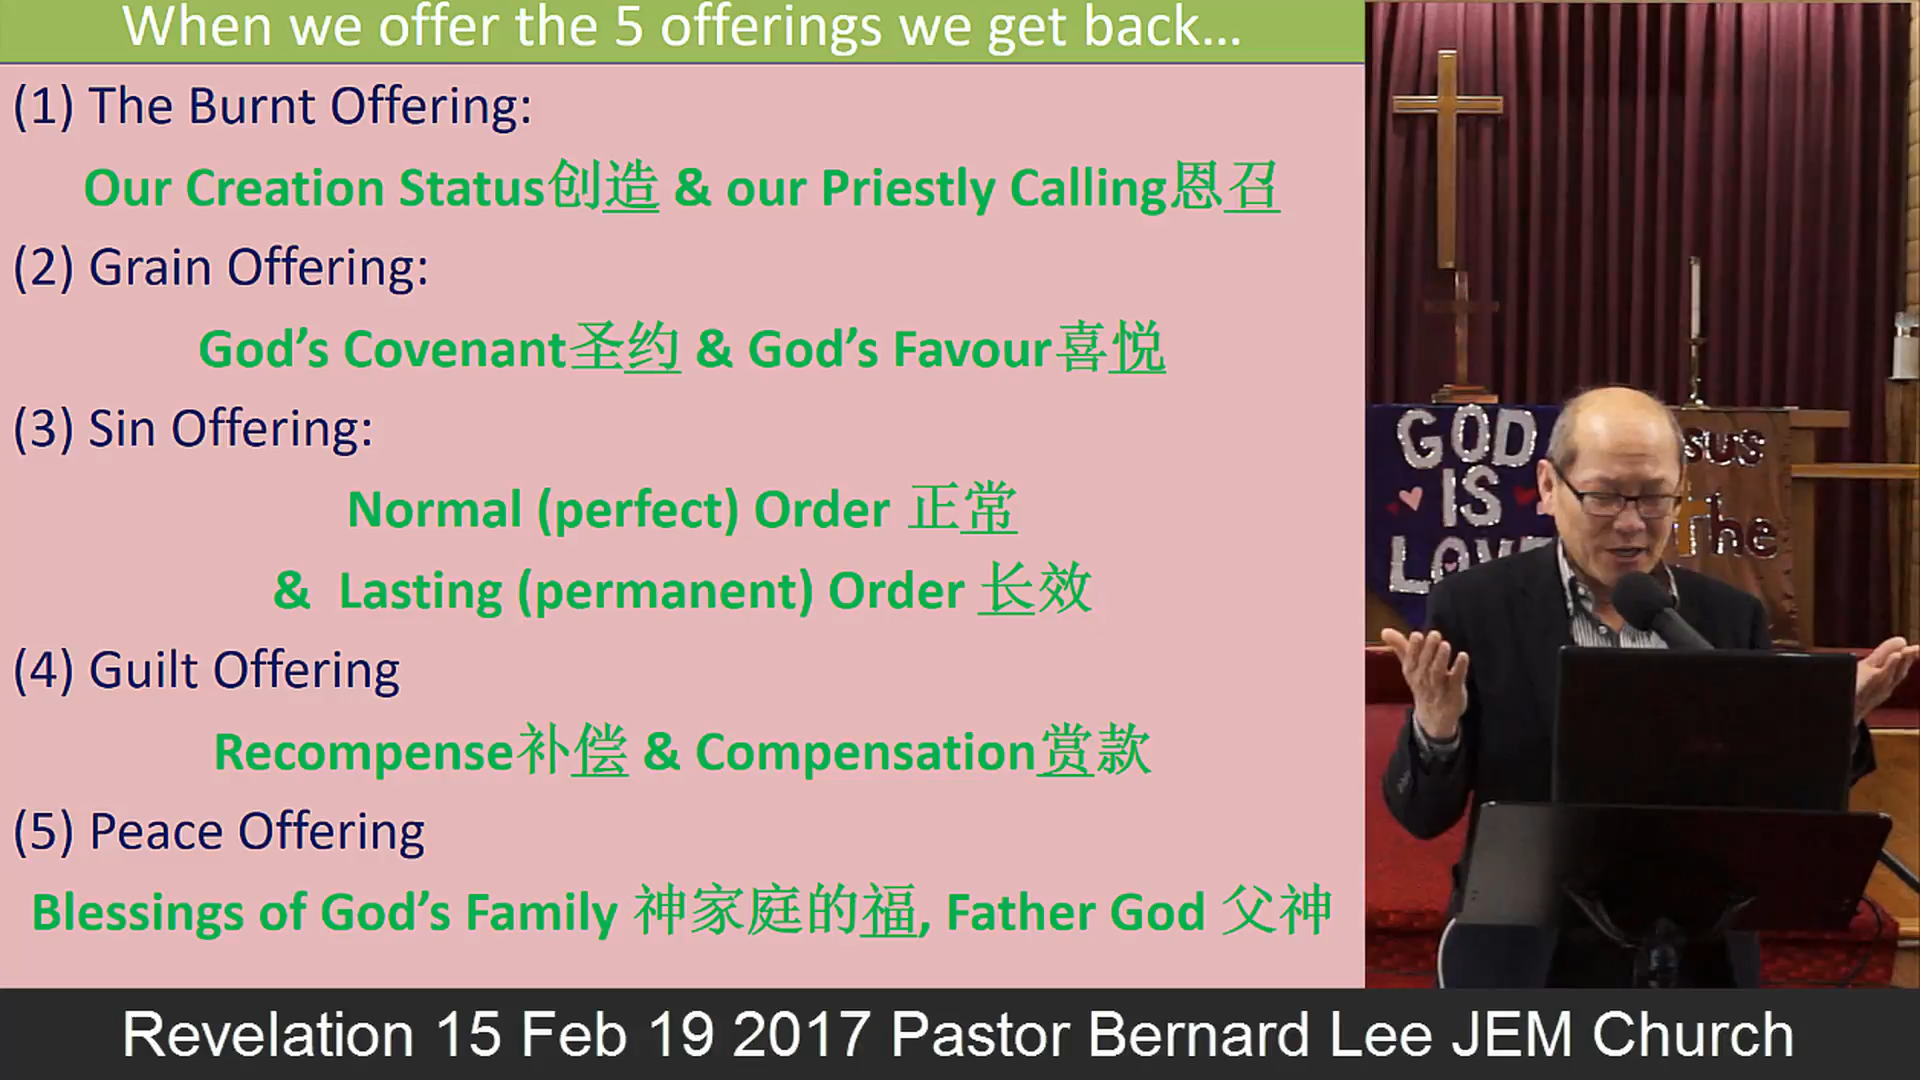 When we offer the 5 offerings we get back...
(1) The Burnt Offering:
Our Creation Status创造 & our Priestly Calling恩召
(2) Grain Offering:
God's Covenant圣约 & God's Favour喜悦
(3) Sin Offering:
Normal (perfect) Order 正常
& Lasting (permanent) Order 长效
(4) Guilt Offering
Recompense补偿 & Compensation赏款
(5) Peace Offering
Blessings of God's Family 神家庭的福, Father God 父神
GOD
IS
the
Revelation 15 Feb 19 2017 Pastor Bernard Lee JEM Church